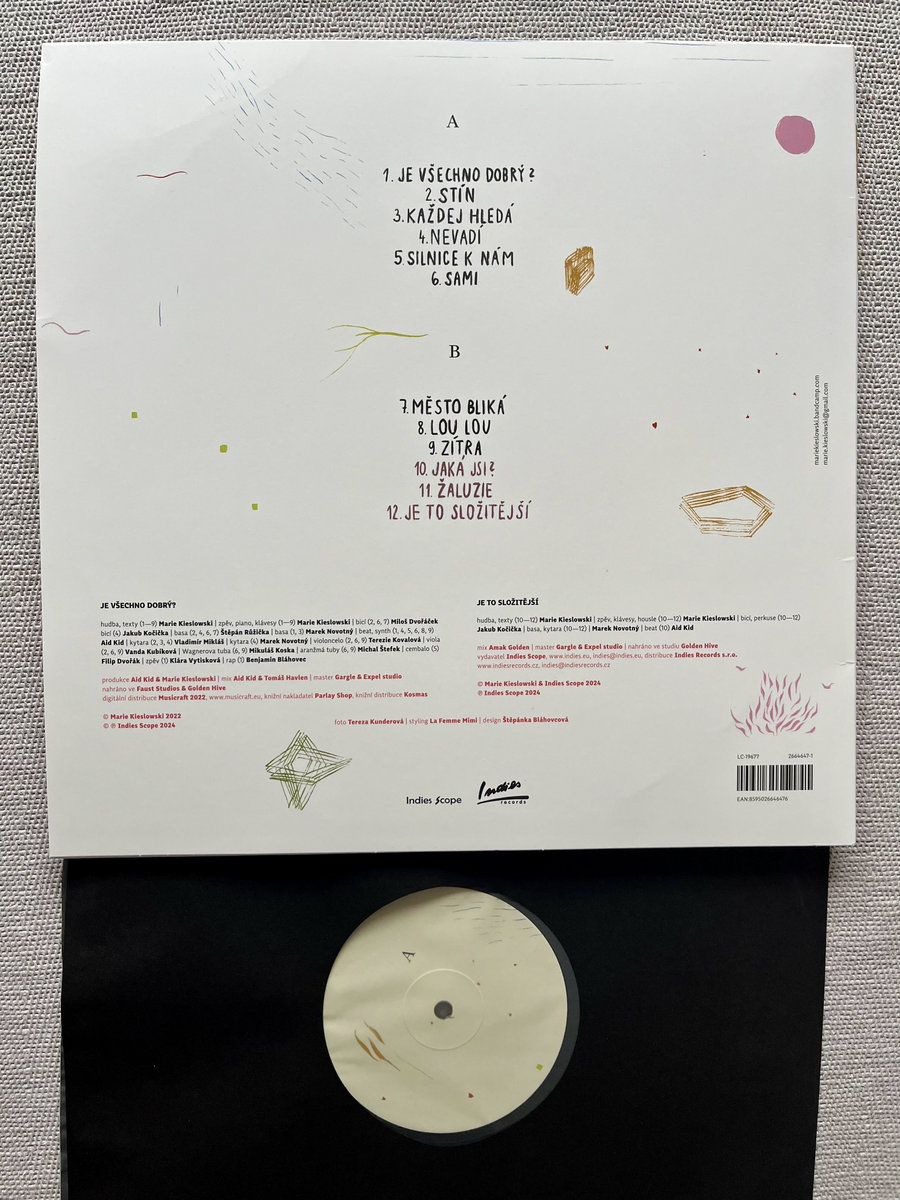 A
1. JE VŠECHNO DOBRÝ?
2. STÍN
3. KAŽDEJ HLEDÁ
4. NEVADÍ
5. SILNICE K NÁM
6. SAMI
B
7. MĚSTO BLIKÁ
8. LOU LOU
9. ZÍTRA
10. JAKÁ JSI?
11. ŽALUZIE
12. JE TO SLOŽITĚJŠÍ
mariekieslowski.bandcamp.com
marie.kieslowski@gmail.com
JE VŠECHNO DOBRÝ?
hudba, texty (1—9) Marie Kieslowski | zpěv, piano, klávesy (1—9) Marie Kieslowski | bicí (2, 6, 7) Miloš Dvořáček
bicí (4) Jakub Kočička | basa (2, 4, 6, 7) Štěpán Růžička | basa (1, 3) Marek Novotný | beat, synth (1, 4, 5, 6, 8, 9)
Aid Kid | kytara (2, 3, 4) Vladimír Mikláš | kytara (4) Marek Novotný | violoncello (2, 6, 9) Terezie Kovalová | viola
(2, 6, 9) Vanda Kubíková | Wagnerova tuba (6, 9) Mikuláš Koska | aranžmá tuby (6, 9) Michal Štefek | cembalo (5)
Filip Dvořák | zpěv (1) Klára Vytisková | rap (1) Benjamin Bláhovec
produkce Aid Kid & Marie Kieslowski | mix Aid Kid & Tomáš Havlen | master Gargle & Expel studio
nahráno ve Faust Studios & Golden Hive
digitální distribuce Musicraft 2022, www.musicraft.eu, knižní nakladatel Parlay Shop, knižní distribuce Kosmas
© Marie Kieslowski 2022
© ℗ Indies Scope 2024
JE TO SLOŽITĚJŠÍ
hudba, texty (10—12) Marie Kieslowski | zpěv, klávesy, housle (10—12) Marie Kieslowski | bicí, perkuse (10—12)
Jakub Kočička | basa, kytara (10—12) | Marek Novotný | beat (10) Aid Kid
mix Amak Golden | master Gargle & Expel studio | nahráno ve studiu Golden Hive
vydavatel Indies Scope, www.indies.eu, indies@indies.eu, distribuce Indies Records s.r.o.
www.indiesrecords.cz, indies@indiesrecords.cz
© Marie Kieslowski & Indies Scope 2024
℗ Indies Scope 2024
foto Tereza Kunderová | styling La Femme Mimi | design Štěpánka Bláhovcová
Indies Scope
Indies
records
LC-19677 2664647-1
EAN:8595026646476
A